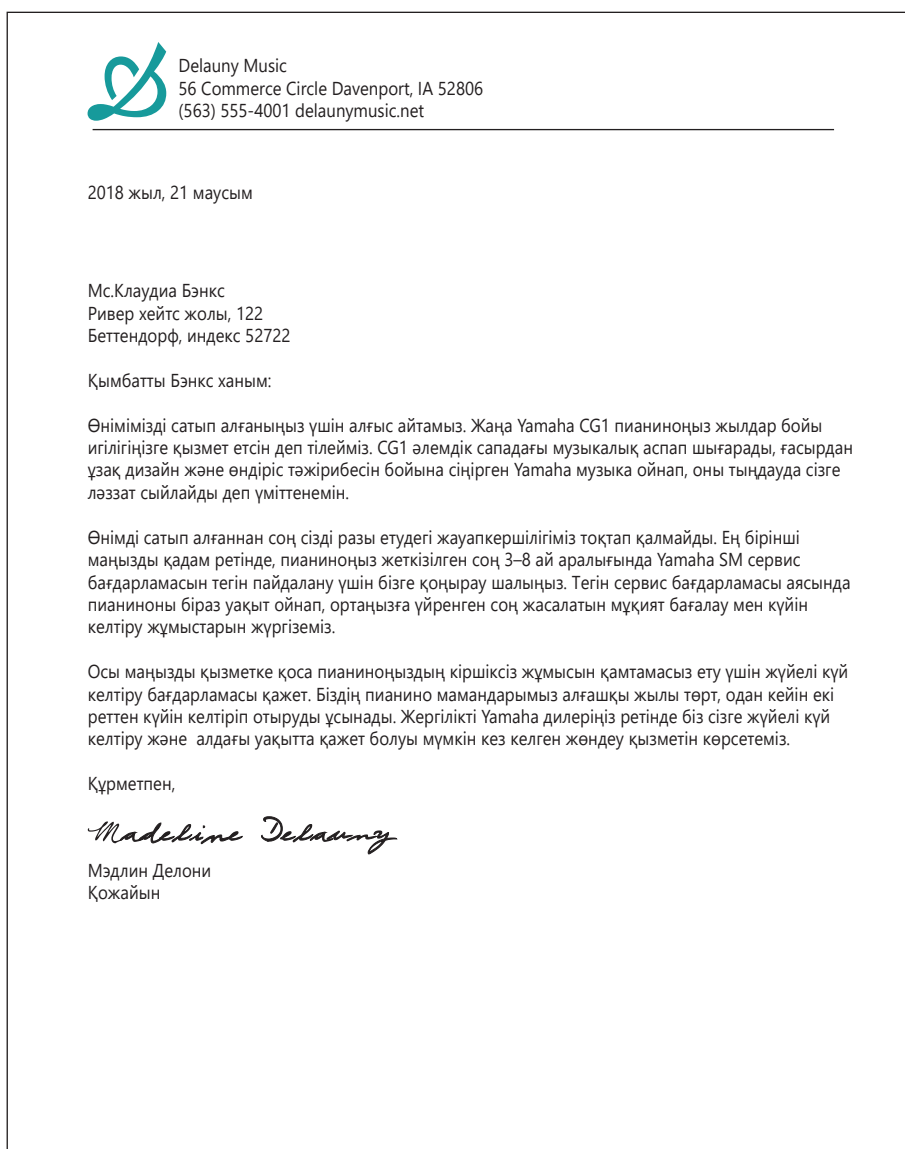 Delauny Music
56 Commerce Circle Davenport, IA 52806
(563) 555-4001 delaunymusic.net
2018 жыл, 21 маусым
Мс.Клаудиа Бэнкс
Ривер хейтс жолы, 122
Беттендорф, индекс 52722
Қымбатты Бэнкс ханым:
Өнімімізді сатып алғаныңыз үшін алғыс айтамыз. Жаңа Yamaha CG1 пианиноңыз жылдар бойы
игілігіңізге қызмет етсін деп тілейміз. CG1 әлемдік сападағы музыкалық аспап шығарады, ғасырдан
ұзақ дизайн және өндіріс тәжірибесін бойына сіңірген Yamaha музыка ойнап, оны тыңдауда сізге
ләззат сыйлайды деп үміттенемін.
Өнімді сатып алғаннан соң сізді разы етудегі жауапкершілігіміз тоқтап қалмайды. Ең бірінші
маңызды қадам ретінде, пианиноңыз жеткізілген соң 3–8 ай аралығында Yamaha SM сервис
бағдарламасын тегін пайдалану үшін бізге қоңырау шалыңыз. Тегін сервис бағдарламасы аясында
пианиноны біраз уақыт ойнап, ортаңызға үйренген соң жасалатын мұқият бағалау мен күйін
келтіру жұмыстарын жүргіземіз.
Осы маңызды қызметке қоса пианиноңыздың кіршіксіз жұмысын қамтамасыз ету үшін жүйелі күй
келтіру бағдарламасы қажет. Біздің пианино мамандарымыз алғашқы жылы төрт, одан кейін екі
реттен күйін келтіріп отыруды ұсынады. Жергілікті Yamaha дилеріңіз ретінде біз сізге жүйелі күй
келтіру және  алдағы уақытта қажет болуы мүмкін кез келген жөндеу қызметін көрсетеміз.
Құрметпен,
Madeline Delauny
Мэдлин Делони
Қожайын